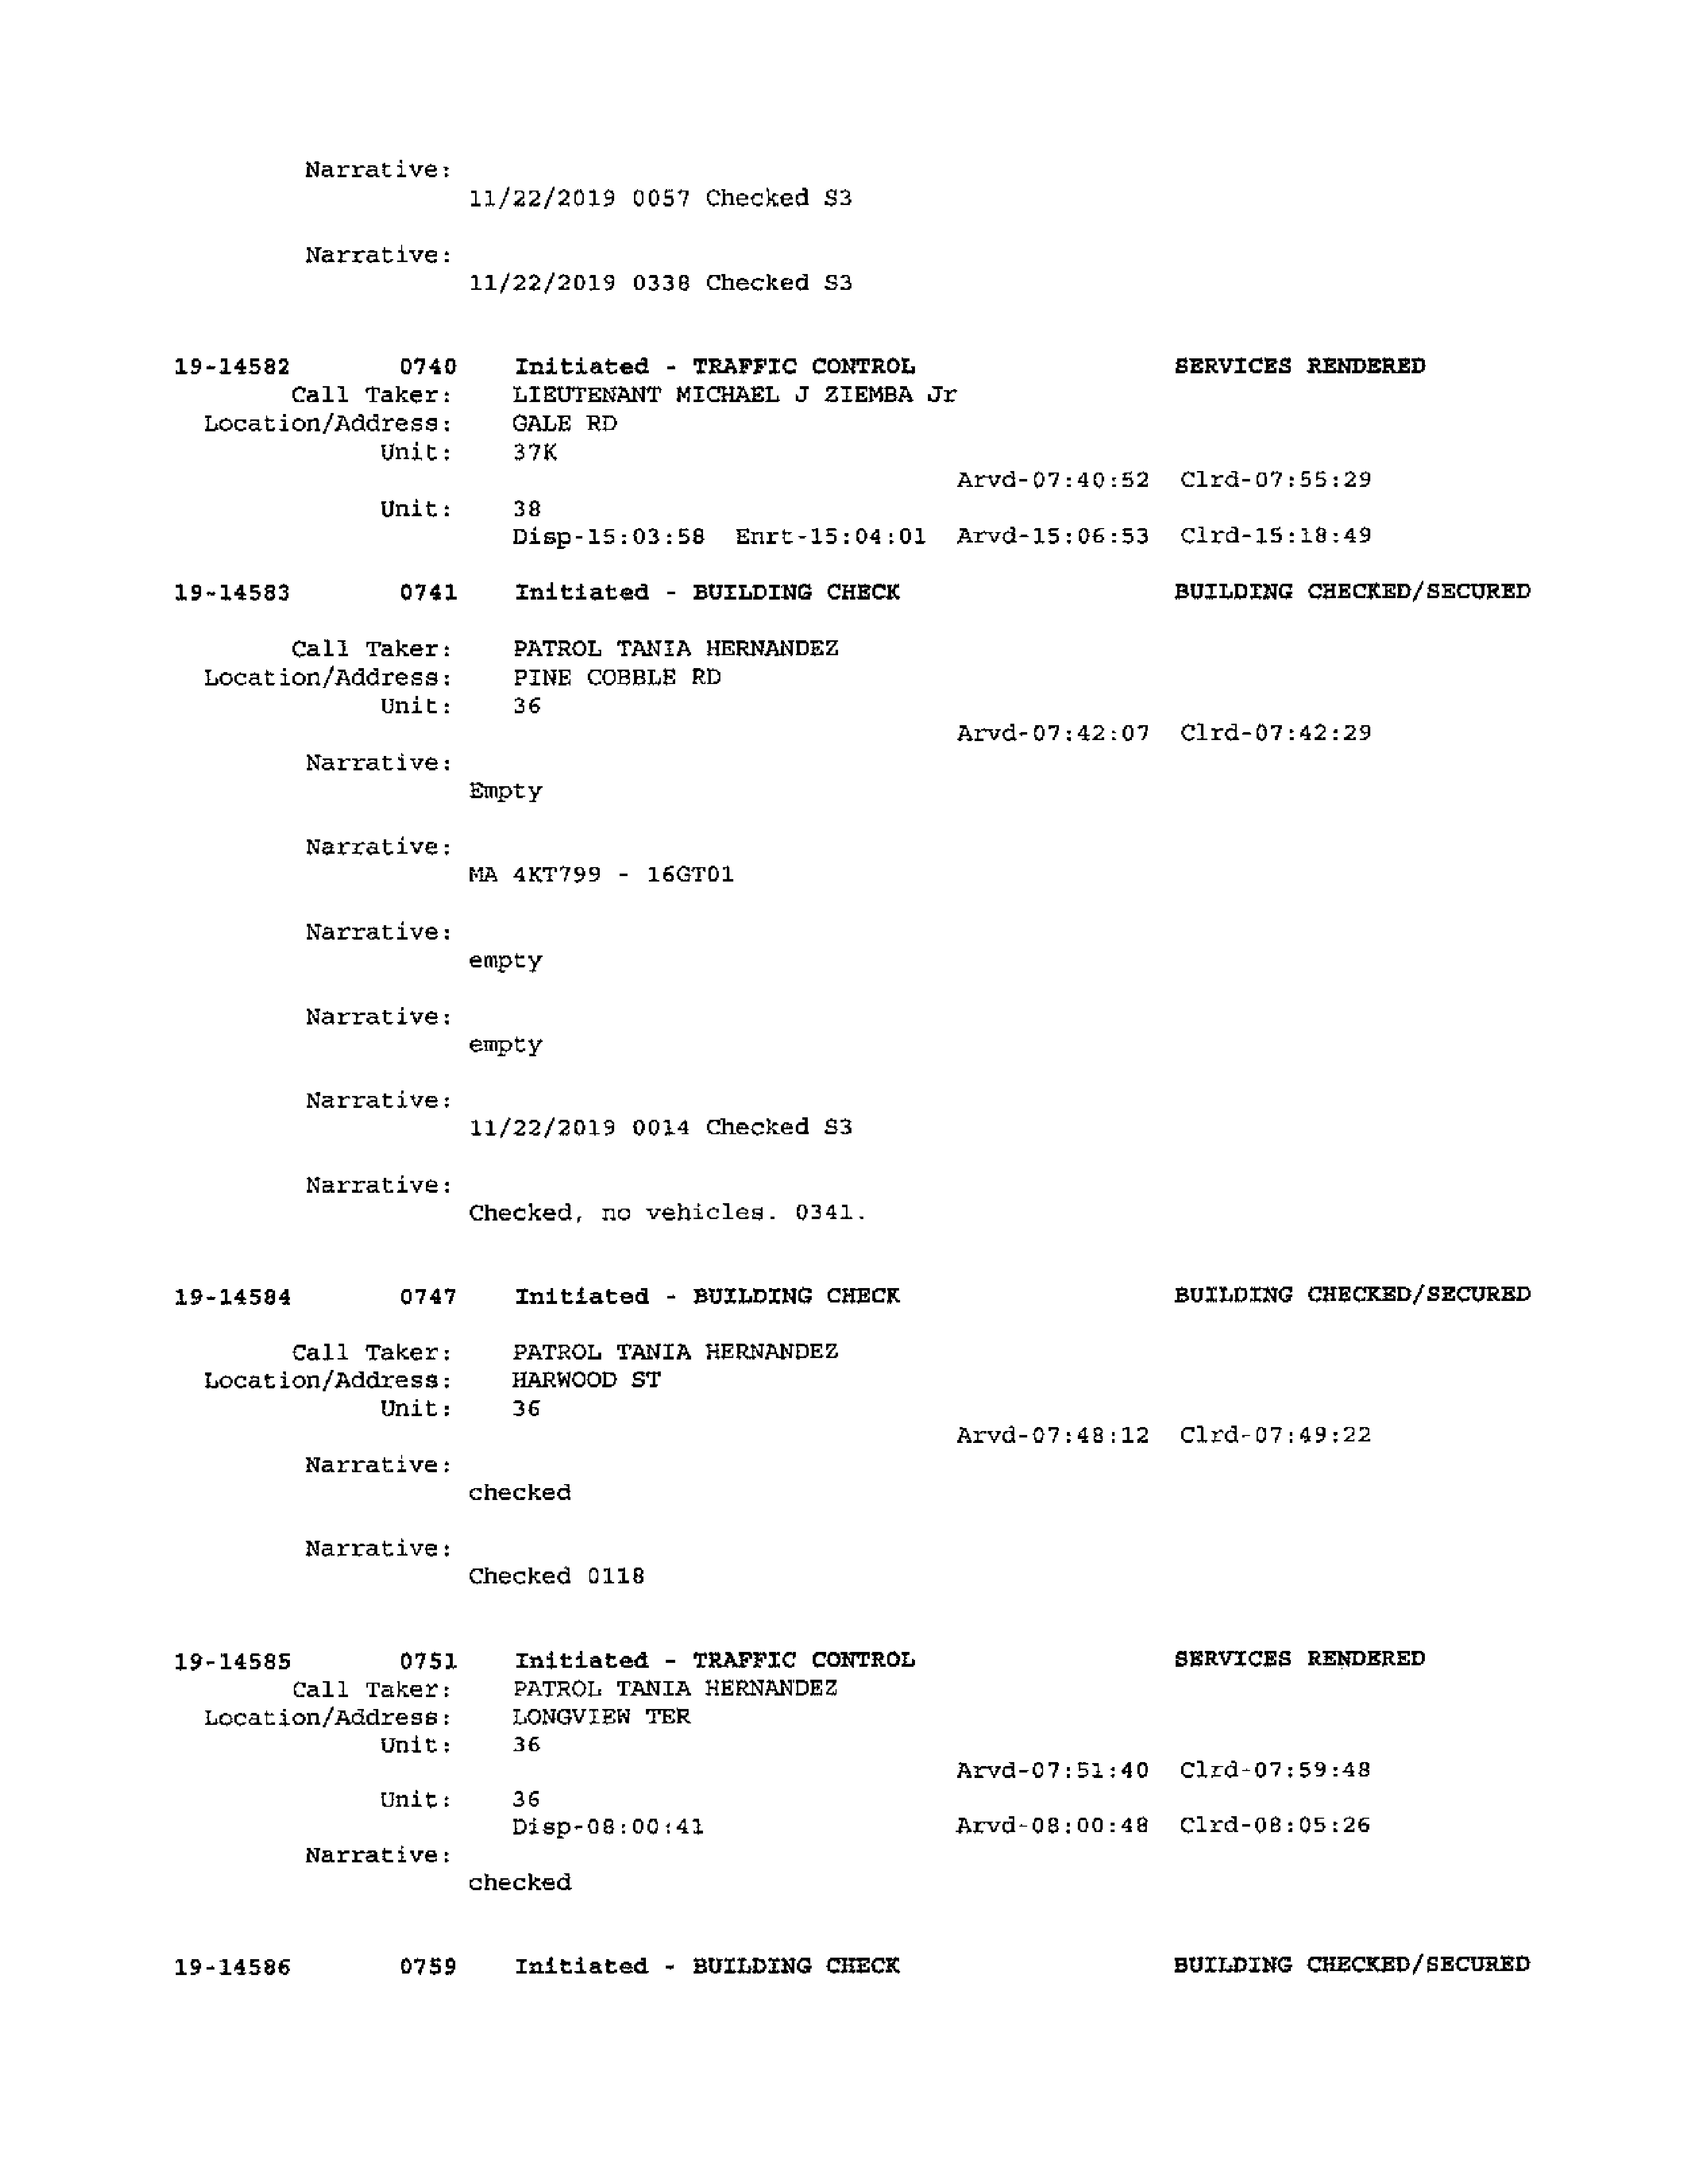 Narrative:
11/22/2019 0057 Checked S3
Narrative:
11/22/2019 0338 Checked S3
19-14582 0740 Initiated - TRAFFIC CONTROL SERVICES RENDERED
Call Taker: LIEUTENANT MICHAEL J ZIEMBA Jr
Location/Address: GALE RD
Unit: 37K
Arvd-07:40:52 Clrd-07:55:29
Unit: 38
Disp-15:03:58 Enrt-15:04:01 Arvd-15:06:53 Clrd-15:18:49
19-14583 0741 Initiated - BUILDING CHECK BUILDING CHECKED/SECURED
Call Taker: PATROL TANIA HERNANDEZ
Location/Address: PINE COBBLE RD
Unit: 36
Arvd-07:42:07 Clrd-07:42:29
Narrative:
Empty
Narrative:
MA 4KT799 - 16GT01
Narrative:
empty
Narrative:
empty
Narrative:
11/22/2019 0014 Checked S3
Narrative:
Checked, no vehicles. 0341.
19-14584 0747 Initiated - BUILDING CHECK BUILDING CHECKED/SECURED
Call Taker: PATROL TANIA HERNANDEZ
Location/Address: HARWOOD ST
Unit: 36
Arvd-07:48:12 Clrd-07:49:22
Narrative:
checked
Narrative:
Checked 0118
19-14585 0751 Initiated - TRAFFIC CONTROL SERVICES RENDERED
Call Taker: PATROL TANIA HERNANDEZ
Location/Address: LONGVIEW TER
Unit: 36
Arvd-07:51:40 Clrd-07:59:48
Unit: 36
Disp-08:00:41 Arvd-08:00:48 Clrd-08:05:26
Narrative:
checked
19-14586 0759 Initiated - BUILDING CHECK BUILDING CHECKED/SECURED